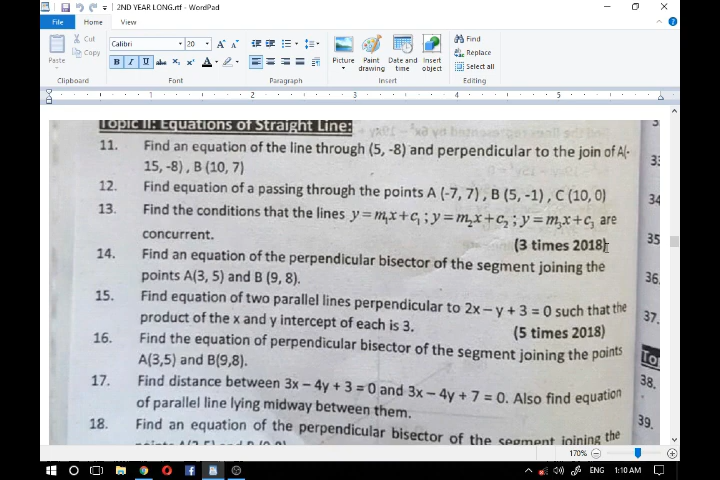 2ND YEAR LONG.rtf - WordPad
File
Home
View
Paste
Cut
Copy
Clipboard
Calibri
20
B I U abc X₂ X² A
Font
Paragraph
Picture
Paint drawing
Date and time
Insert object
Insert
Find
Replace
Select all
Editing
1 2 3 4 5
Topic II: Equations of Straight Line:
11. Find an equation of the line through (5, -8) and perpendicular to the join of A(-
15, -8) , B (10, 7)
12. Find equation of a passing through the points A (-7, 7) , B (5, -1) , C (10, 0)
13. Find the conditions that the lines y = m₁x + c₁ ; y = m₂x + c₂ ; y = m₃x + c₃ are
concurrent. (3 times 2018)
14. Find an equation of the perpendicular bisector of the segment joining the
points A(3, 5) and B (9, 8).
15. Find equation of two parallel lines perpendicular to 2x – y + 3 = 0 such that the
product of the x and y intercept of each is 3. (5 times 2018)
16. Find the equation of perpendicular bisector of the segment joining the points
A(3,5) and B(9,8).
17. Find distance between 3x – 4y + 3 = 0 and 3x – 4y + 7 = 0. Also find equation
of parallel line lying midway between them.
18. Find an equation of the perpendicular bisector of the segment joining the
34
35
36.
37.
To
38.
39.
170%
ENG 1:10 AM